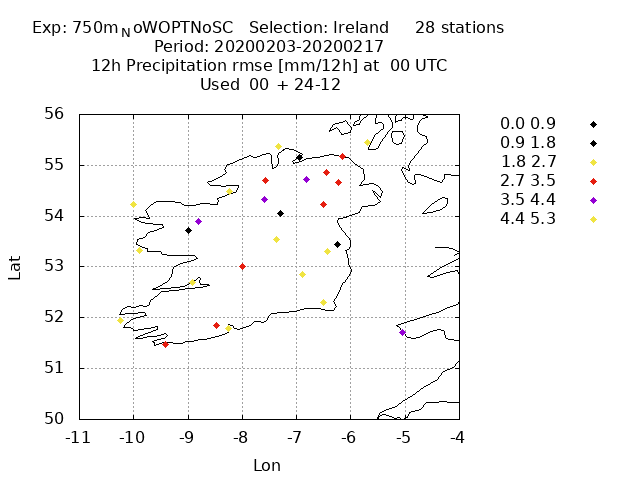 Exp: 750m_NoWOPTNoSC   Selection: Ireland      28 stations
Period: 20200203-20200217
12h Precipitation rmse [mm/12h] at  00 UTC
Used  00  + 24-12
0.0 0.9
0.9 1.8
1.8 2.7
2.7 3.5
3.5 4.4
4.4 5.3
56
55
54
53
52
51
50
Lat
-11 -10 -9 -8 -7 -6 -5 -4
Lon